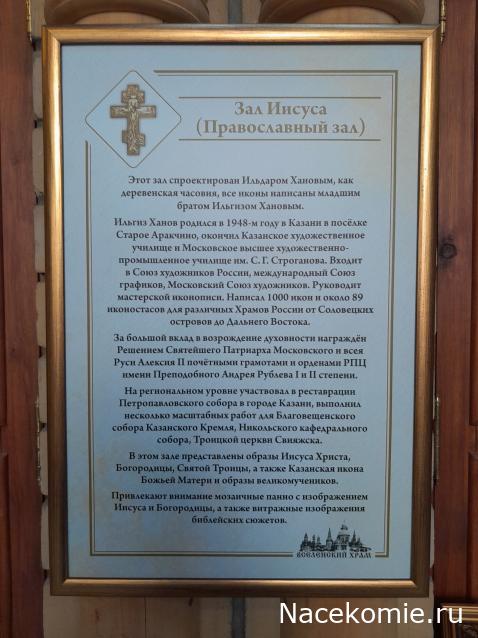 Зал Иисуса
(Православный зал)
Этот зал спроектирован Ильдаром Хановым, как
деревенская часовня, все иконы написаны младшим
братом Ильгизом Хановым.
Ильгиз Ханов родился в 1948-м году в Казани в посёлке
Старое Аракчино, окончил Казанское художественное
училище и Московское высшее художественно-
промышленное училище им. С. Г. Строганова. Входит
в Союз художников России, международный Союз
графиков, Московский Союз художников. Руководит
мастерской иконописи. Написал 1000 икон и около 89
иконостасов для различных Храмов России от Соловецких
островов до Дальнего Востока.
За большой вклад в возрождение духовности награждён
Решением Святейшего Патриарха Московского и всея
Руси Алексия II почётными грамотами и орденами РПЦ
имени Преподобного Андрея Рублева I и II степени.
На региональном уровне участвовал в реставрации
Петропавловского собора в городе Казани, выполнил
несколько масштабных работ для Благовещенского
собора Казанского Кремля, Никольского кафедрального
собора, Троицкой церкви Свияжска.
В этом зале представлены образы Иисуса Христа,
Богородицы, Святой Троицы, а также Казанская икона
Божьей Матери и образы великомучеников.
Привлекают внимание мозаичные панно с изображением
Иисуса и Богородицы, а также витражные изображения
библейских сюжетов.
ВСЕЛЕНСКИЙ ХРАМ
Nacekomie.ru